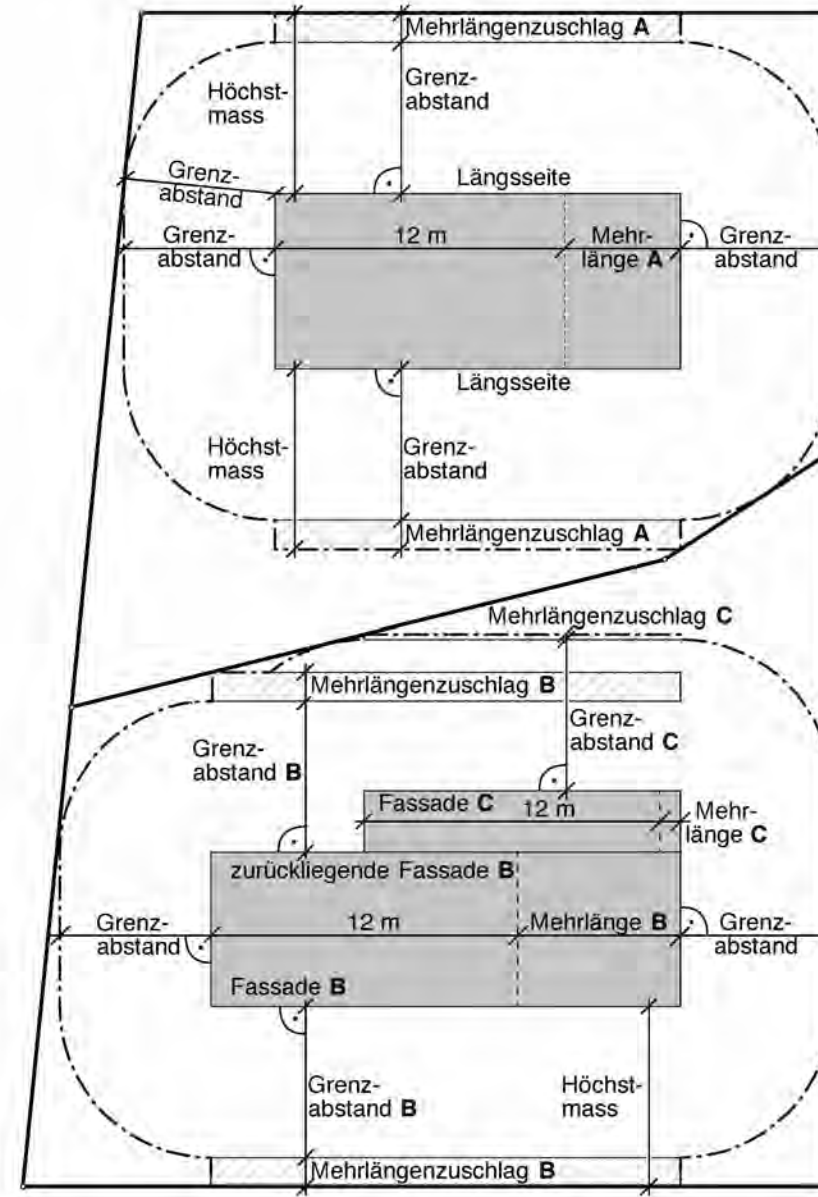 Mehrlängenzuschlag A
Höchst-
mass
Grenz-
abstand
Grenz-
abstand
Längsseite
Grenz-
abstand
12 m
Mehr-
länge A
Grenz-
abstand
Längsseite
Höchst-
mass
Grenz-
abstand
Mehrlängenzuschlag A
Mehrlängenzuschlag C
Mehrlängenzuschlag B
Grenz-
abstand B
Grenz-
abstand C
Fassade C
12 m
Mehr-
länge C
zurückliegende Fassade B
Grenz-
abstand
12 m
Mehrlänge B
Grenz-
abstand
Fassade B
Grenz-
abstand B
Höchst-
mass
Mehrlängenzuschlag B